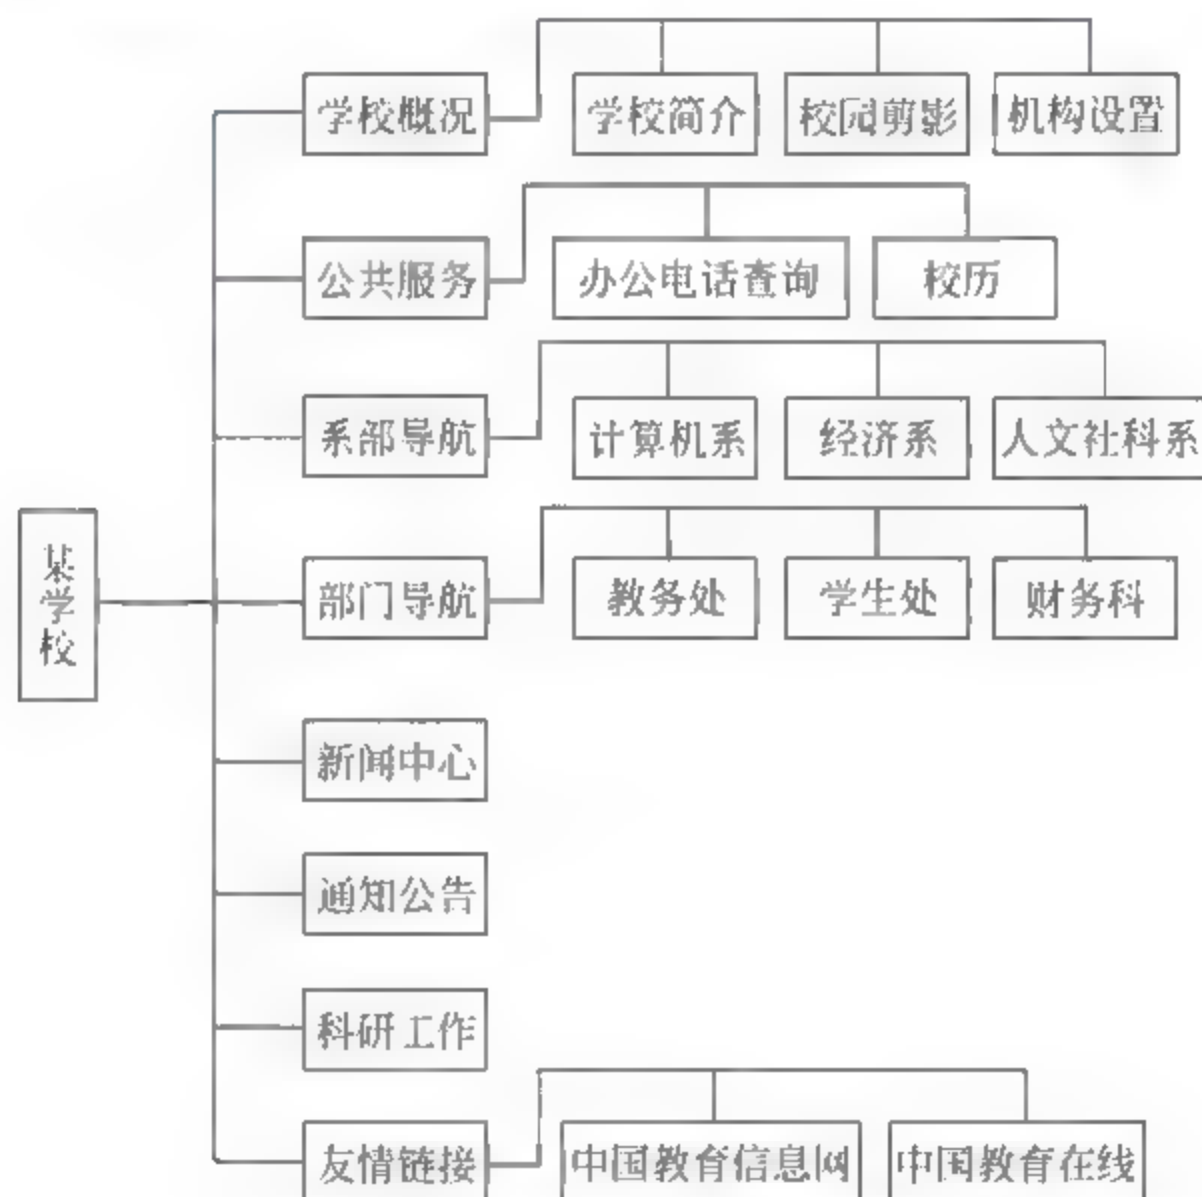 学校概况 学校简介 校园剪影 机构设置
公共服务 办公电话查询 校历
系部导航 计算机系 经济系 人文社科系
某学校
部门导航 教务处 学生处 财务科
新闻中心
通知公告
科研工作
友情链接 中国教育信息网 中国教育在线